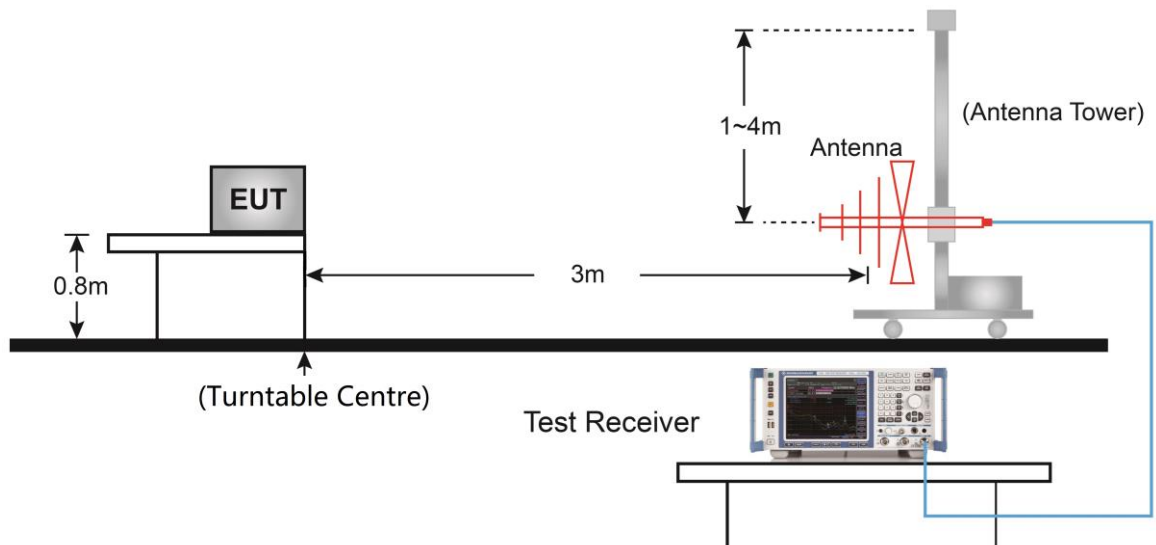 1~4m
(Antenna Tower)
Antenna
EUT
0.8m
3m
(Turntable Centre)
Test Receiver